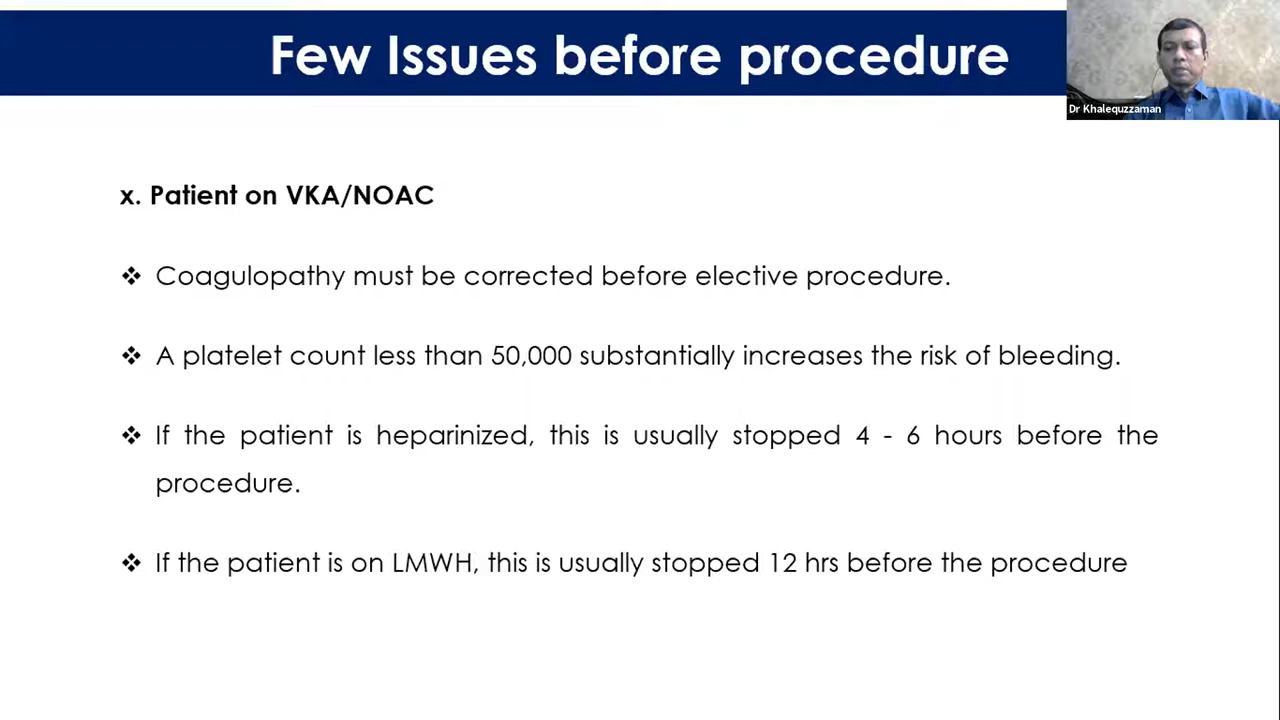 Few Issues before procedure
Dr Khalequzzaman
x. Patient on VKA/NOAC
❖ Coagulopathy must be corrected before elective procedure.
❖ A platelet count less than 50,000 substantially increases the risk of bleeding.
❖ If the patient is heparinized, this is usually stopped 4 - 6 hours before the
procedure.
❖ If the patient is on LMWH, this is usually stopped 12 hrs before the procedure